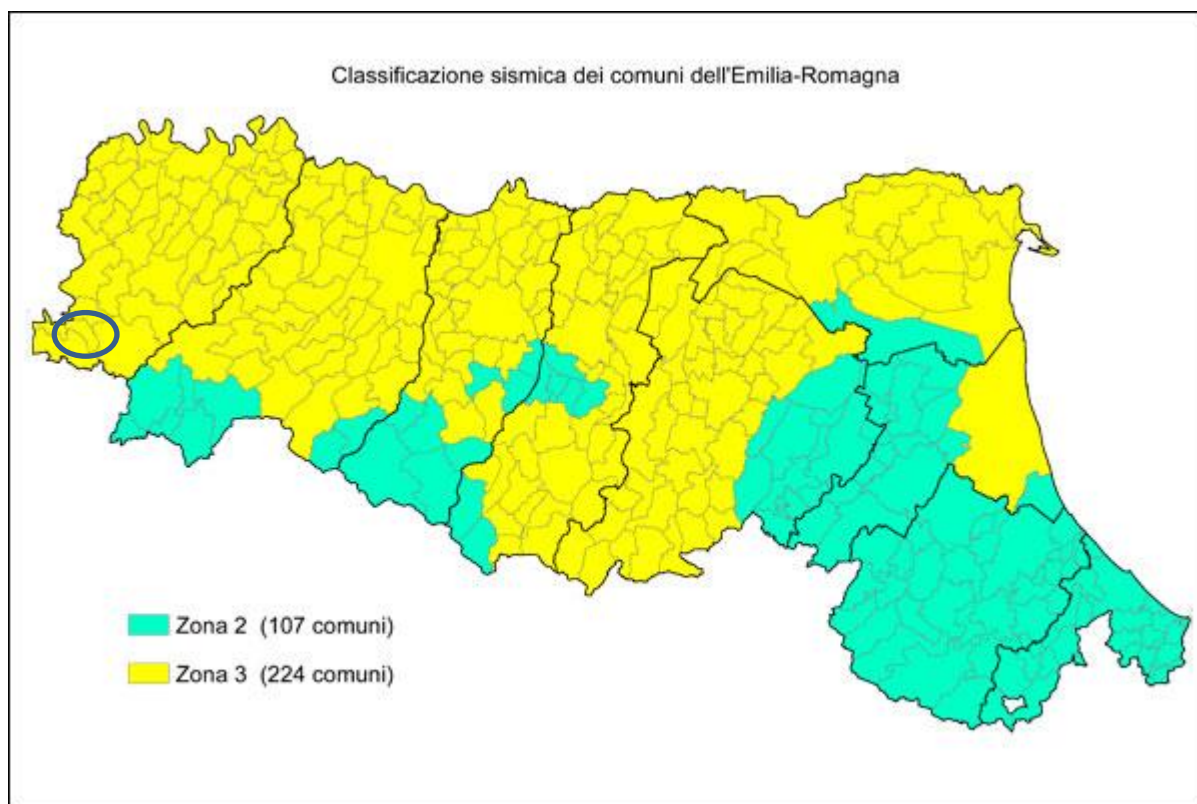 Classificazione sismica dei comuni dell'Emilia-Romagna
Zona 2 (107 comuni)
Zona 3 (224 comuni)